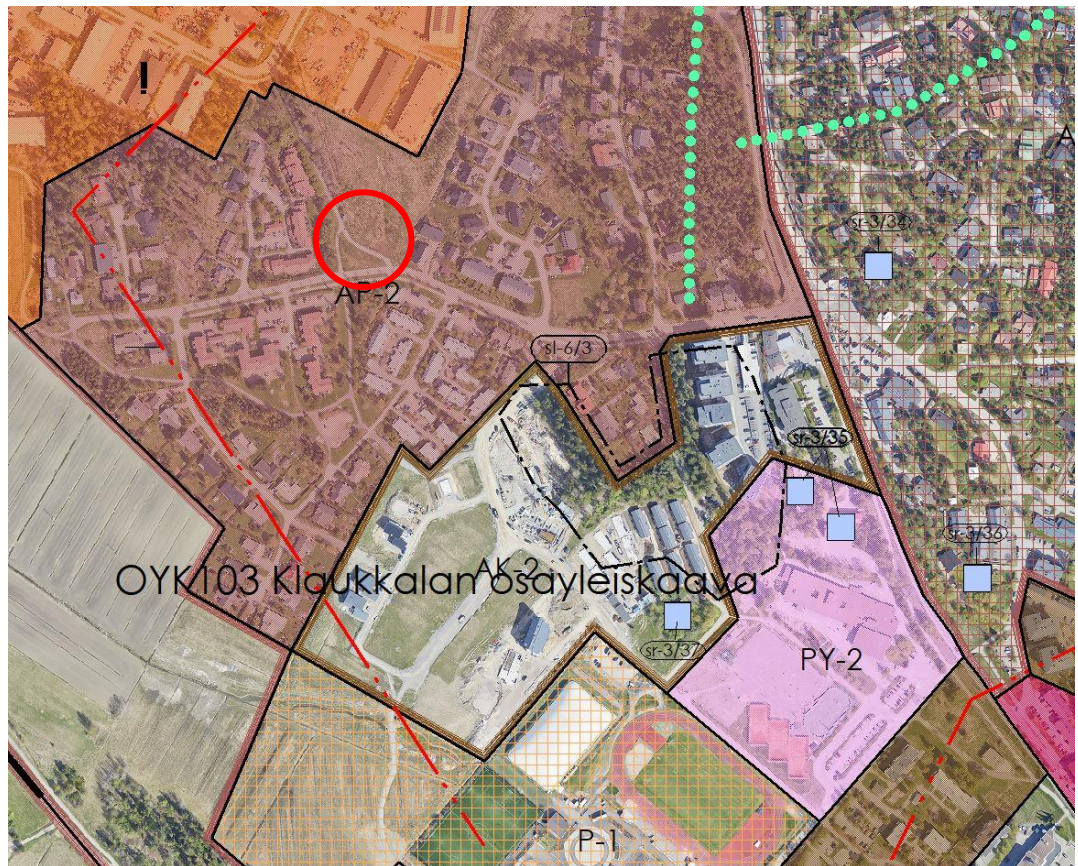 !
A
sr-3/34
AP-2
sl-6/3
sr-3/35
sr-3/36
OYK103 Klaukkalan osayleiskaava
AK-2
sr-3/37
PY-2
P-1